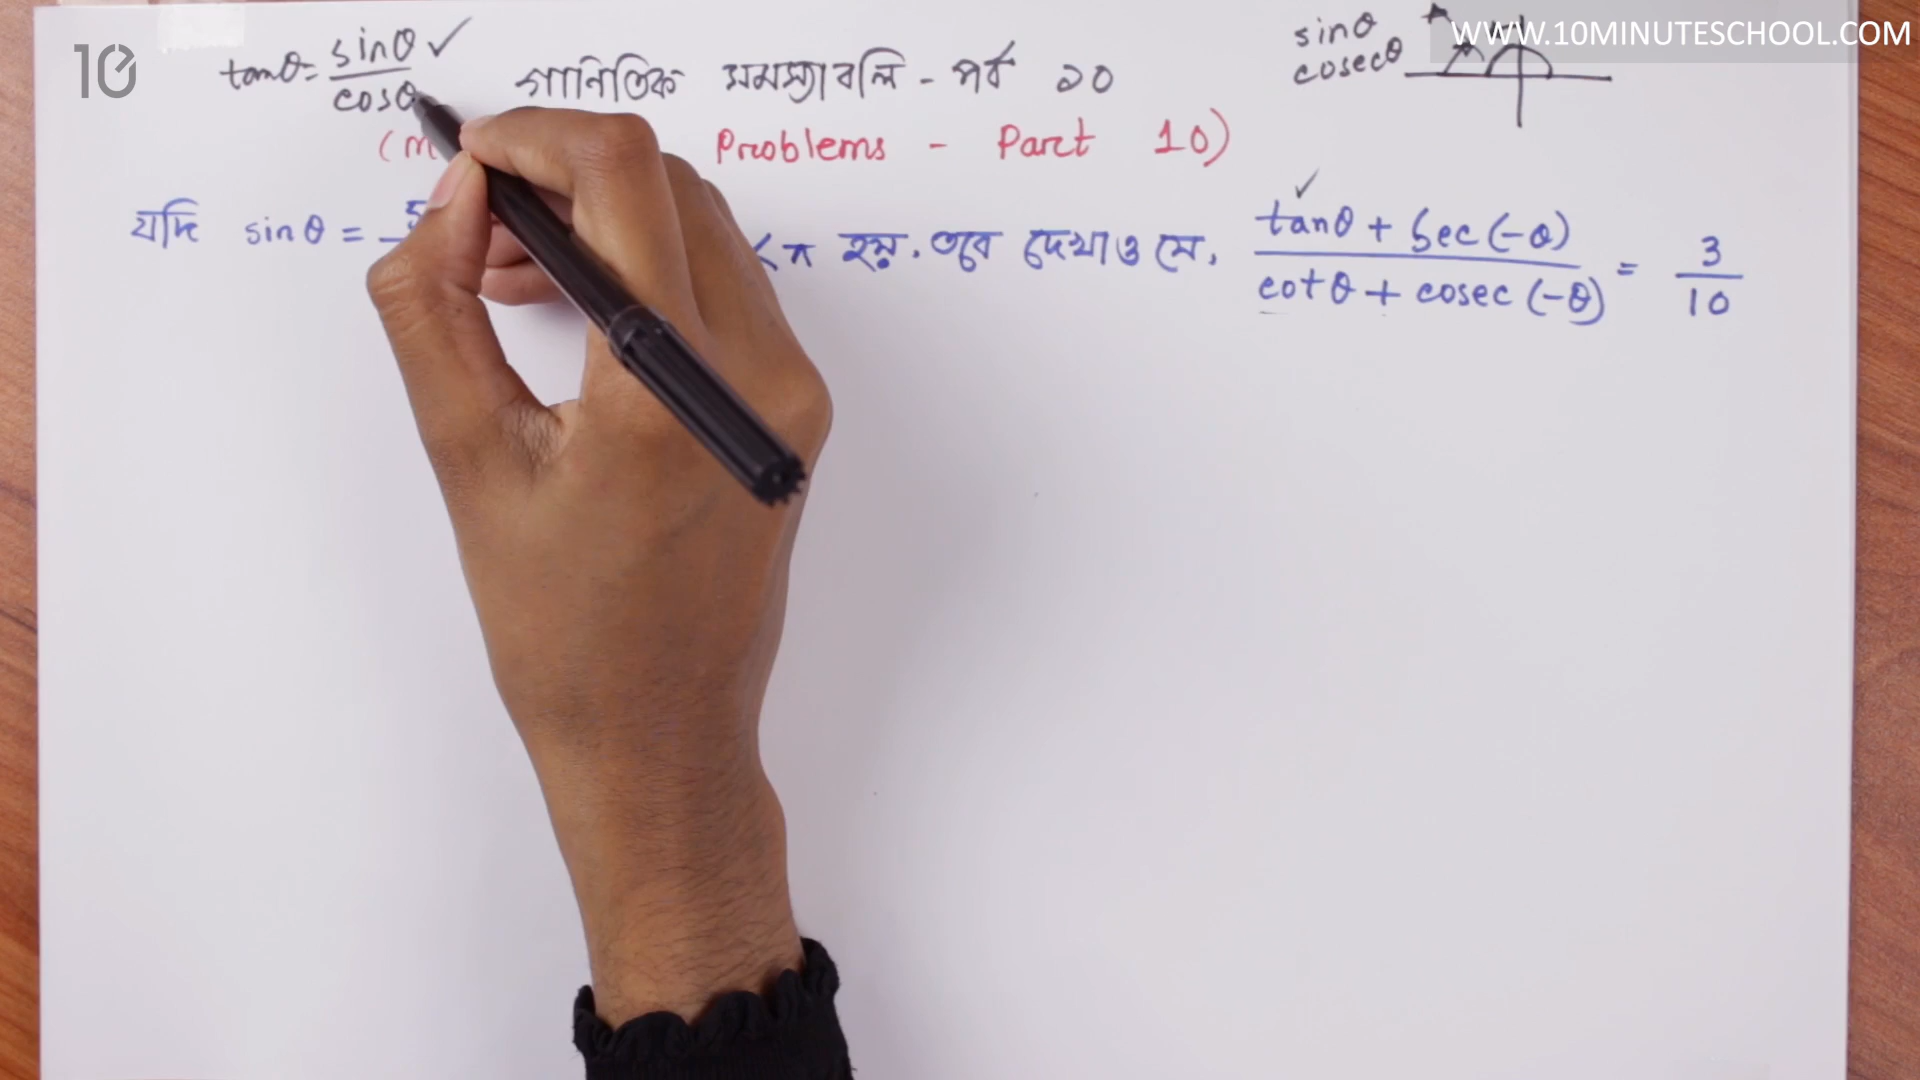 10
WWW.10MINUTESCHOOL.COM
tanθ = sinθ/cosθ ✓
গাণিতিক সমস্যাবলি - পর্ব ১০
sinθ
cosecθ
Problems - Part 10)
যদি sinθ = 5 < π হয়, তবে দেখাও যে, (tanθ + sec(-θ))/(cotθ + cosec(-θ)) = 3/10